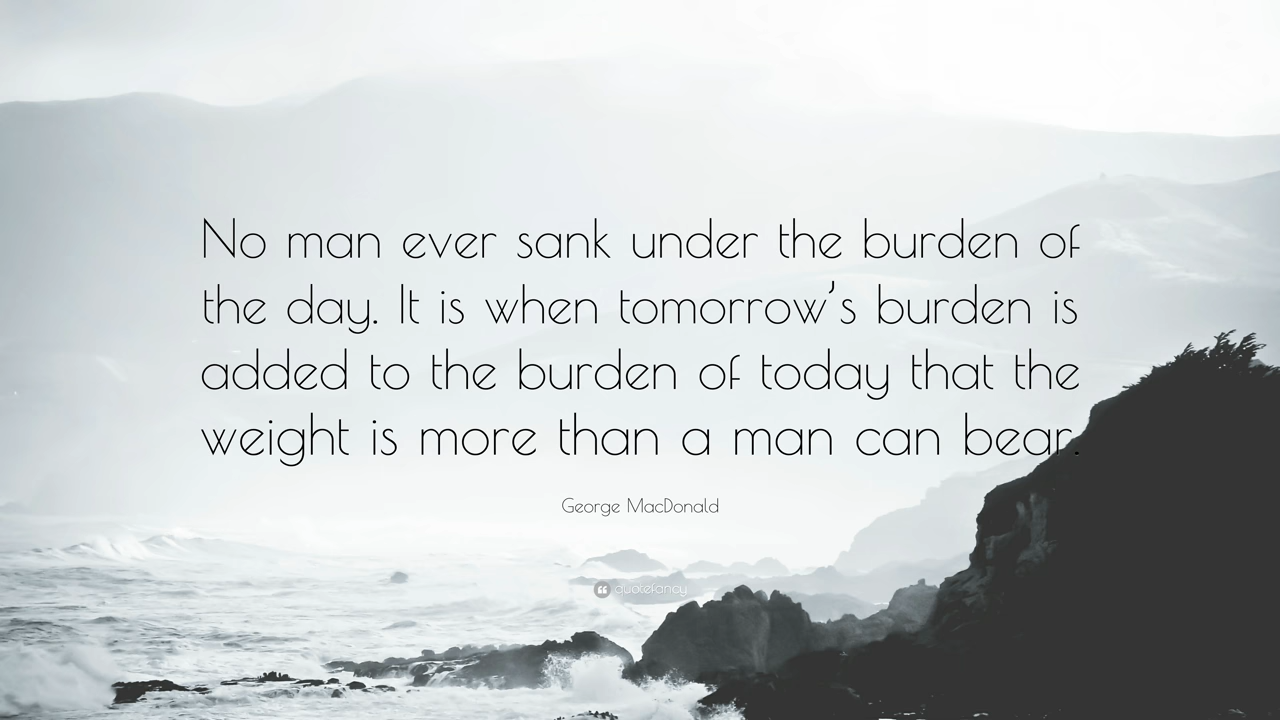 No man ever sank under the burden of
the day. It is when tomorrow’s burden is
added to the burden of today that the
weight is more than a man can bear.
George MacDonald
quotefancy